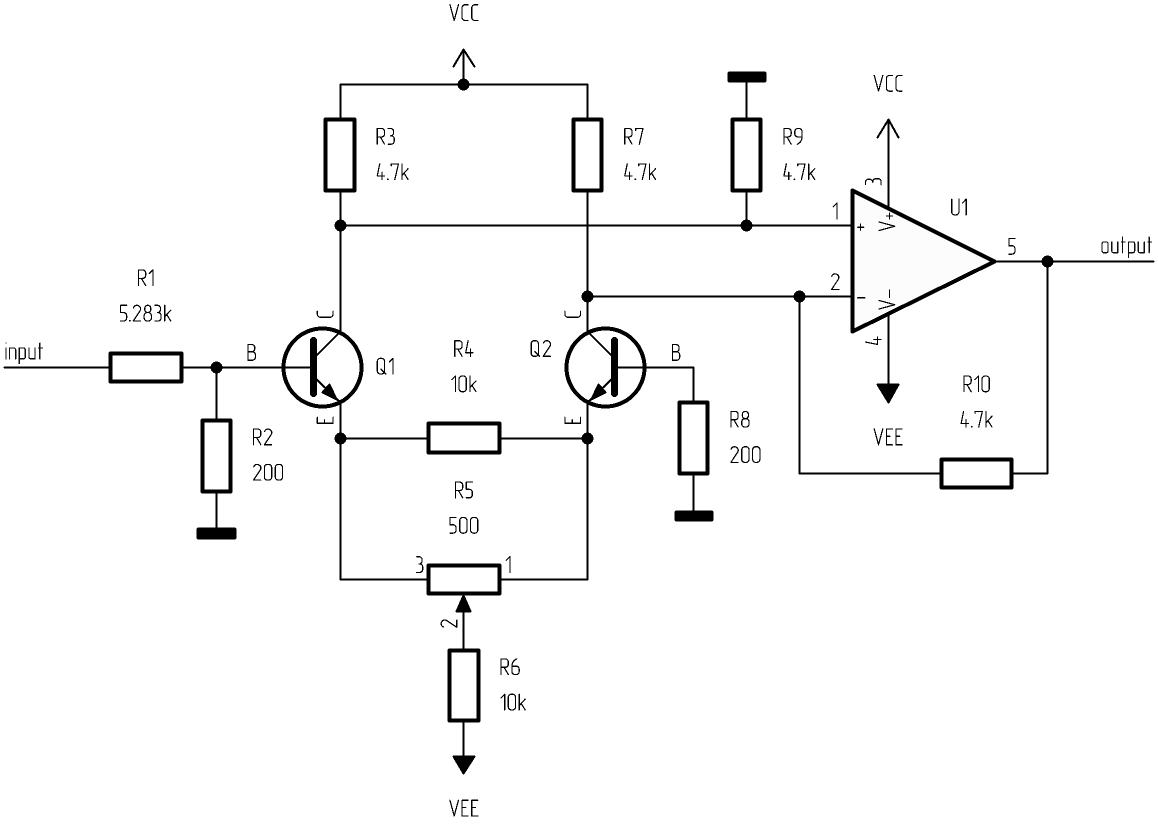 VCC
VCC
R3
4.7k
R7
4.7k
R9
4.7k
3
1
+
V+
U1
5
output
2
-
V-
4
R1
5.283k
input
B
C
Q1
E
R4
10k
Q2
C
B
E
R2
200
R8
200
VEE
R10
4.7k
R5
500
3
1
2
R6
10k
VEE